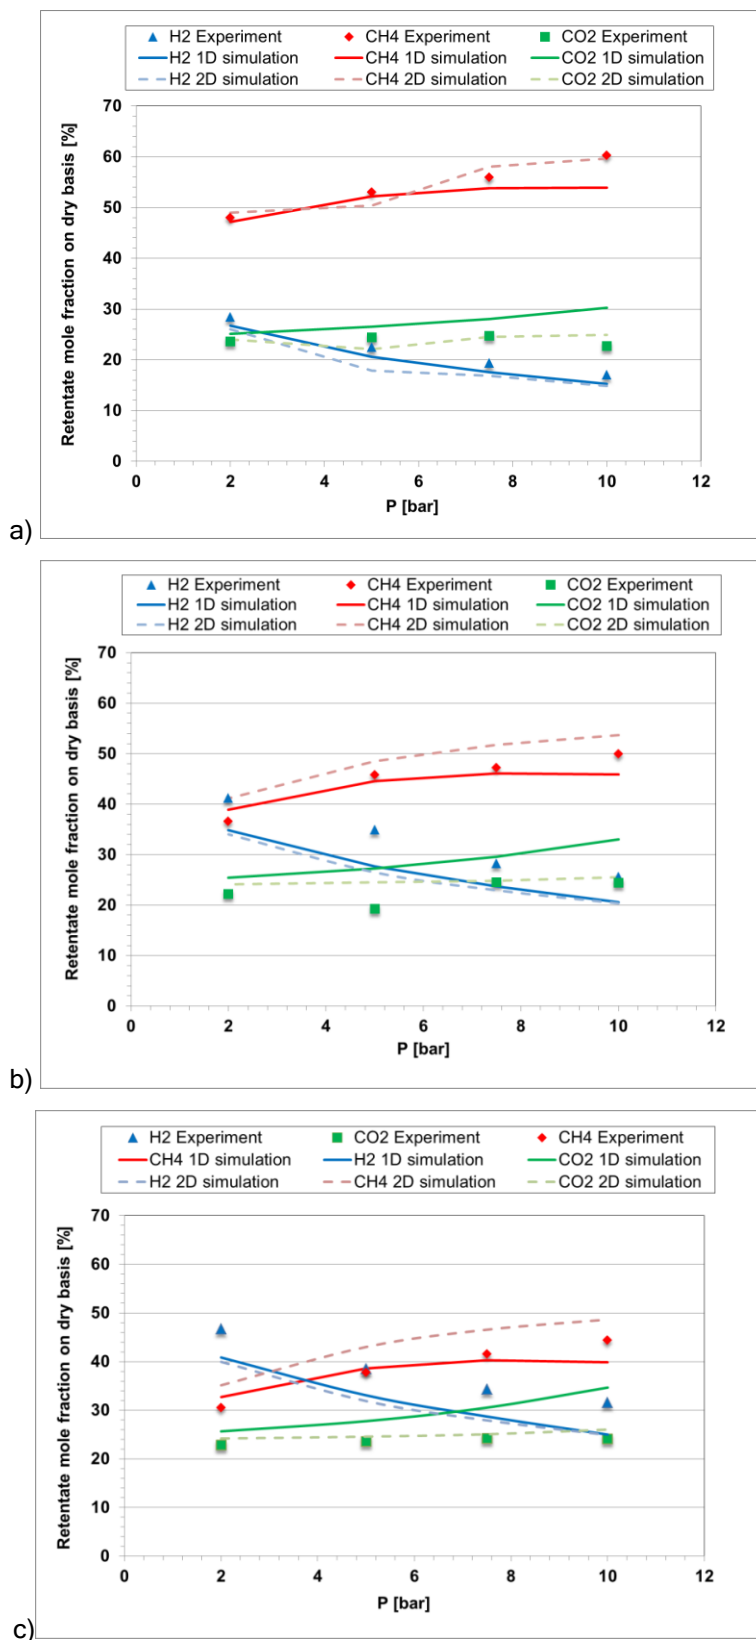 H2 Experiment CH4 Experiment CO2 Experiment
H2 1D simulation CH4 1D simulation CO2 1D simulation
H2 2D simulation CH4 2D simulation CO2 2D simulation
Retentate mole fraction on dry basis [%]
70
60
50
40
30
20
10
0
0 2 4 6 8 10 12
P [bar]
a)
H2 Experiment CH4 Experiment CO2 Experiment
H2 1D simulation CH4 1D simulation CO2 1D simulation
H2 2D simulation CH4 2D simulation CO2 2D simulation
Retentate mole fraction on dry basis [%]
70
60
50
40
30
20
10
0
0 2 4 6 8 10 12
P [bar]
b)
H2 Experiment CO2 Experiment CH4 Experiment
CH4 1D simulation H2 1D simulation CO2 1D simulation
H2 2D simulation CH4 2D simulation CO2 2D simulation
Retentate mole fraction on dry basis [%]
70
60
50
40
30
20
10
0
0 2 4 6 8 10 12
P [bar]
c)